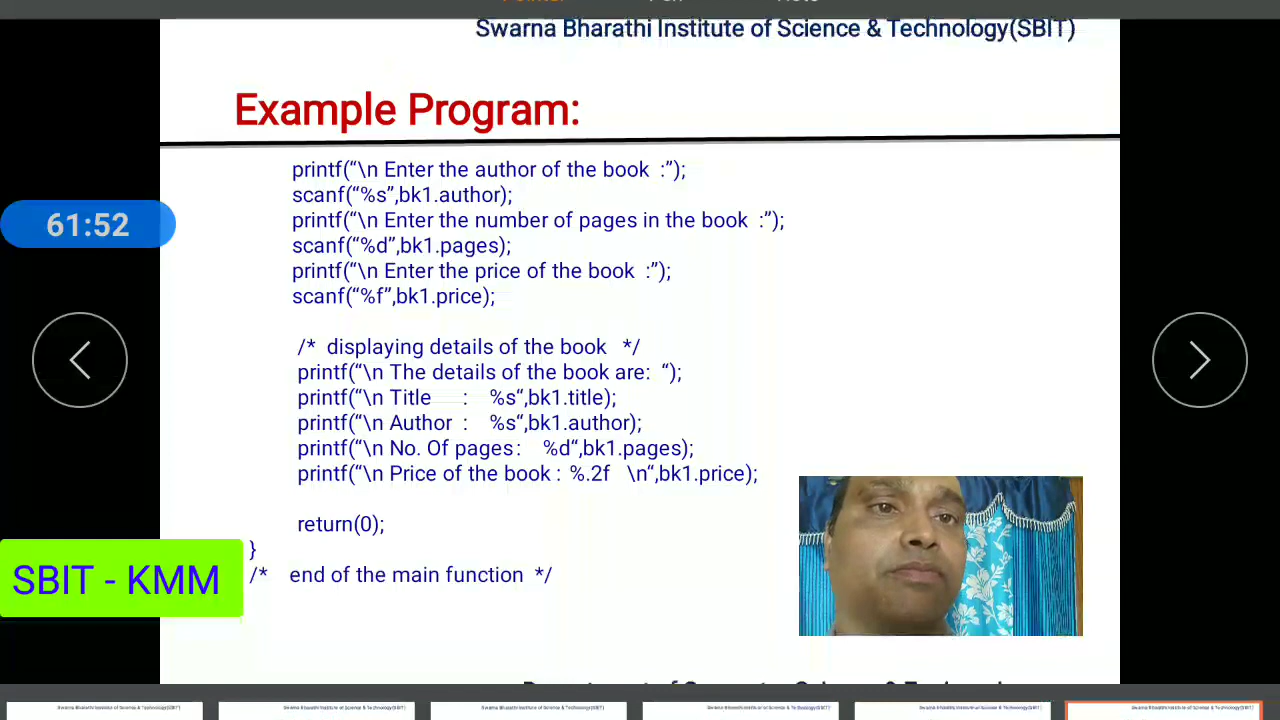 Swarna Bharathi Institute of Science & Technology(SBIT)
Example Program:
printf(“\n Enter the author of the book :”);
scanf(“%s”,bk1.author);
printf(“\n Enter the number of pages in the book :”);
61:52
scanf(“%d”,bk1.pages);
printf(“\n Enter the price of the book :”);
scanf(“%f”,bk1.price);
/* displaying details of the book */
printf(“\n The details of the book are: “);
printf(“\n Title : %s“,bk1.title);
printf(“\n Author : %s“,bk1.author);
printf(“\n No. Of pages : %d“,bk1.pages);
printf(“\n Price of the book : %.2f \n“,bk1.price);
return(0);
}
SBIT - KMM
/* end of the main function */